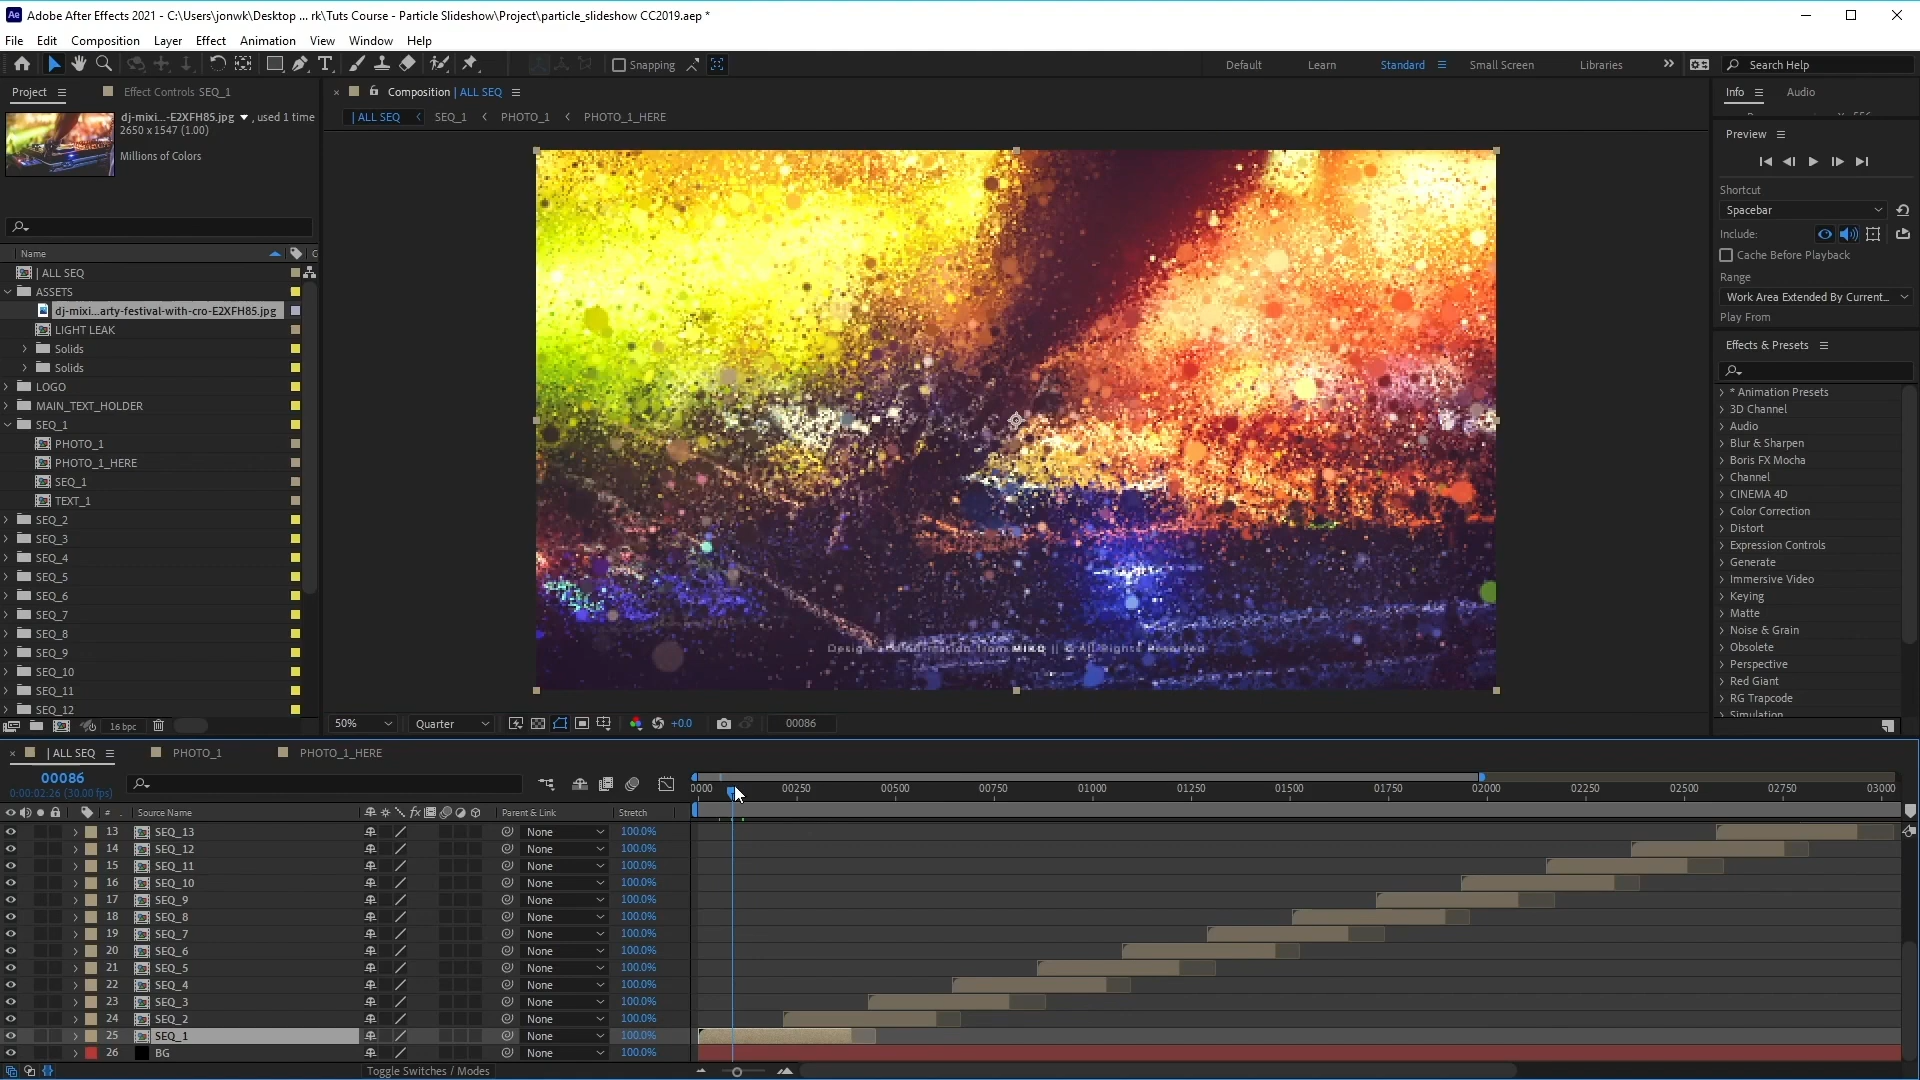 Adobe After Effects 2021 - C:\Users\jonwk\Desktop ... rk\Tuts Course - Particle Slideshow\Project\particle_slideshow CC2019.aep *
File Edit Composition Layer Effect Animation View Window Help
Snapping
Default Learn Standard Small Screen Libraries Search Help
Project Effect Controls SEQ_1
dj-mixi...-E2XFH85.jpg , used 1 time
2650 x 1547 (1.00)
Millions of Colors
Name
| ALL SEQ
ASSETS
dj-mixi...arty-festival-with-cro-E2XFH85.jpg
LIGHT LEAK
Solids
Solids
LOGO
MAIN_TEXT_HOLDER
SEQ_1
PHOTO_1
PHOTO_1_HERE
SEQ_1
TEXT_1
SEQ_2
SEQ_3
SEQ_4
SEQ_5
SEQ_6
SEQ_7
SEQ_8
SEQ_9
SEQ_10
SEQ_11
SEQ_12
16 bpc
Composition | ALL SEQ
| ALL SEQ SEQ_1 PHOTO_1 PHOTO_1_HERE
Design and Animation from MIKO || © All Rights Reserved
50% Quarter +0.0 00086
Info Audio
Preview
Shortcut
Spacebar
Include:
Cache Before Playback
Range
Work Area Extended By Current...
Play From
Effects & Presets
* Animation Presets
3D Channel
Audio
Blur & Sharpen
Boris FX Mocha
Channel
CINEMA 4D
Color Correction
Distort
Expression Controls
Generate
Immersive Video
Keying
Matte
Noise & Grain
Obsolete
Perspective
Red Giant
RG Trapcode
Simulation
| ALL SEQ PHOTO_1 PHOTO_1_HERE
00086
0:00:02:26 (30.00 fps)
0000 00250 00500 00750 01000 01250 01500 01750 02000 02250 02500 02750 03000
# Source Name fx Parent & Link Stretch
13 SEQ_13 None 100.0%
14 SEQ_12 None 100.0%
15 SEQ_11 None 100.0%
16 SEQ_10 None 100.0%
17 SEQ_9 None 100.0%
18 SEQ_8 None 100.0%
19 SEQ_7 None 100.0%
20 SEQ_6 None 100.0%
21 SEQ_5 None 100.0%
22 SEQ_4 None 100.0%
23 SEQ_3 None 100.0%
24 SEQ_2 None 100.0%
25 SEQ_1 None 100.0%
26 BG None 100.0%
Toggle Switches / Modes